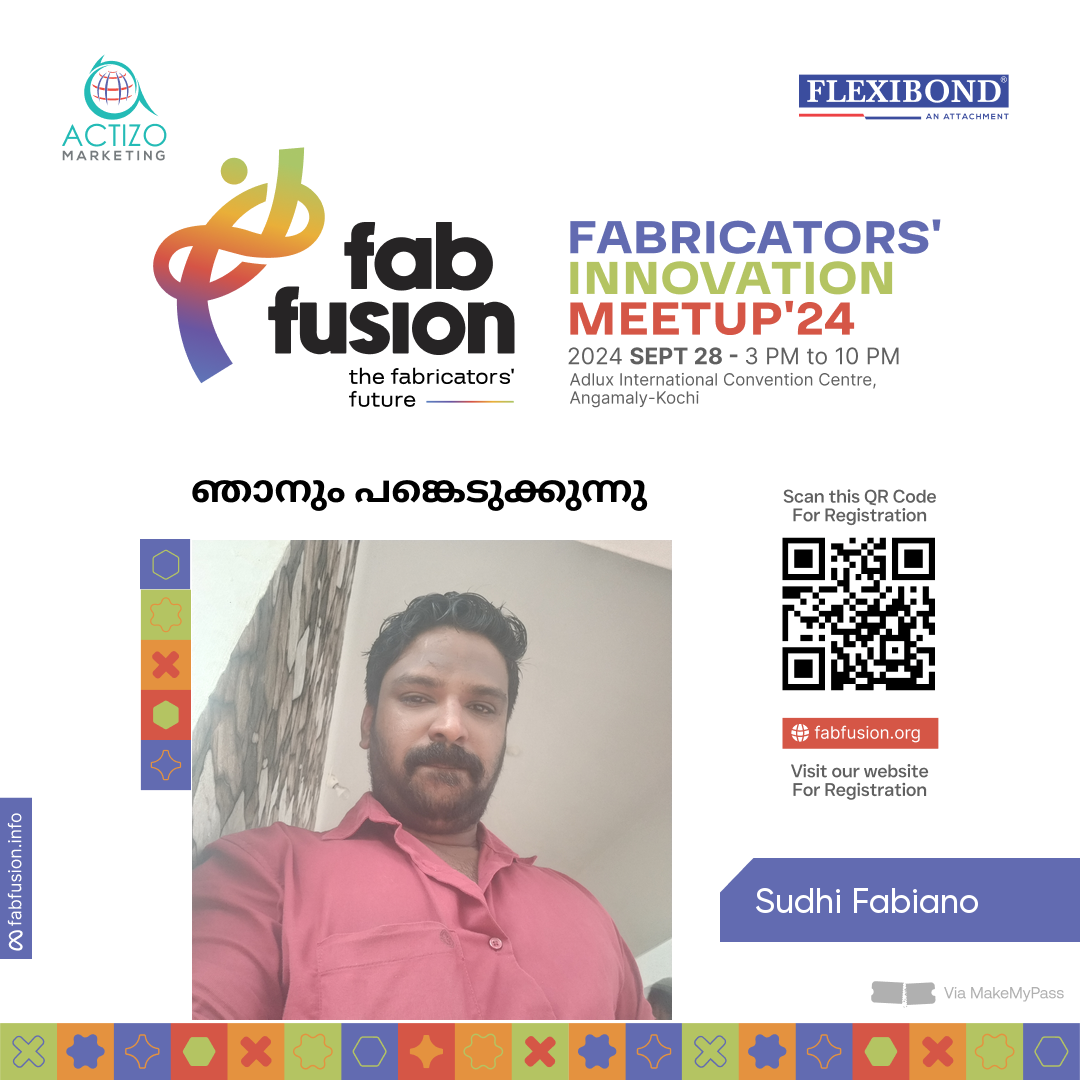 ACTIZO
MARKETING
FLEXIBOND®
AN ATTACHMENT
fab
fusion
the fabricators'
future
FABRICATORS'
INNOVATION
MEETUP'24
2024 SEPT 28 - 3 PM to 10 PM
Adlux International Convention Centre,
Angamaly-Kochi
ഞാനും പങ്കെടുക്കുന്നു
Scan this QR Code
For Registration
fabfusion.org
Visit our website
For Registration
fabfusion.info
Sudhi Fabiano
Via MakeMyPass